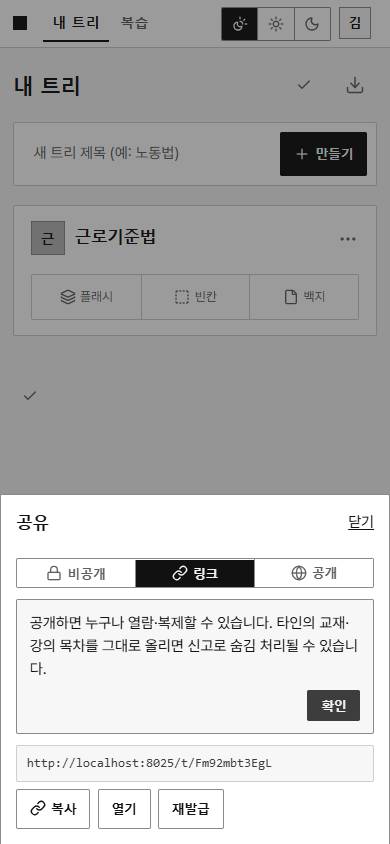 내 트리 복습 김
내 트리
새 트리 제목 (예: 노동법) + 만들기
근 근로기준법 ···
플래시 빈칸 백지
공유 닫기
비공개 링크 공개
공개하면 누구나 열람·복제할 수 있습니다. 타인의 교재·
강의 목차를 그대로 올리면 신고로 숨김 처리될 수 있습니
다.
확인
http://localhost:8025/t/Fm92mbt3EgL
복사 열기 재발급